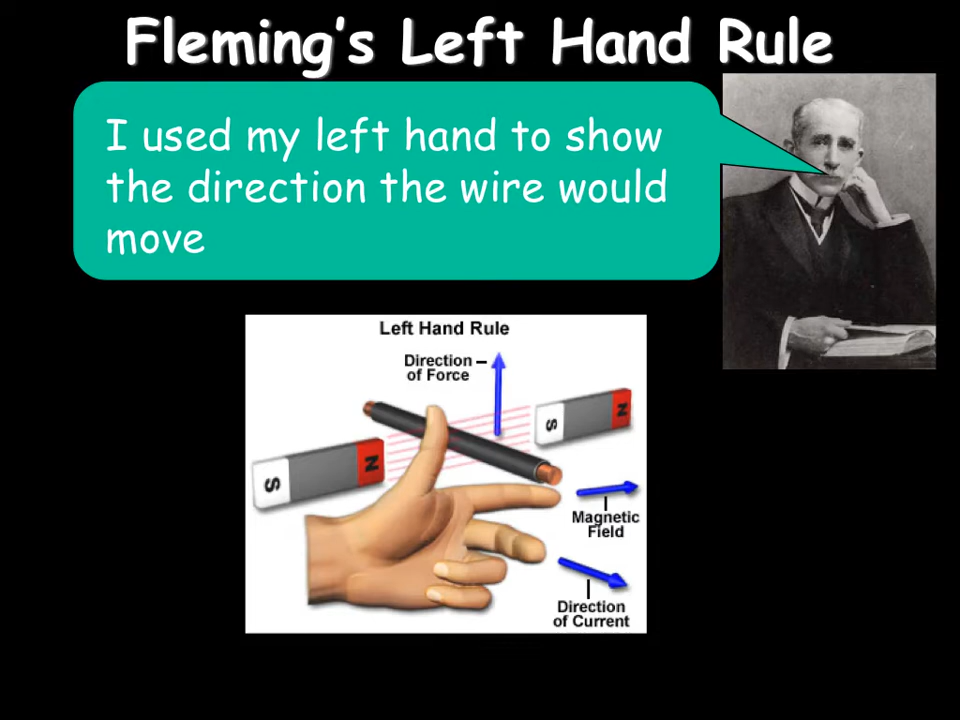 Fleming's Left Hand Rule
I used my left hand to show
the direction the wire would
move
Left Hand Rule
Direction
of Force
S
N
S
N
Magnetic
Field
Direction
of Current